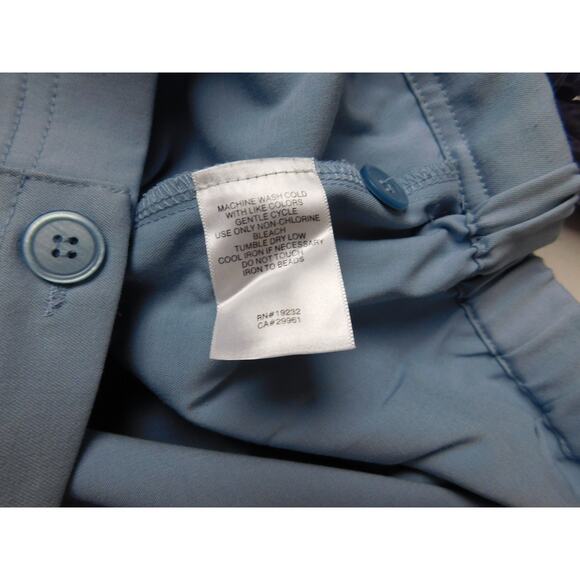 MACHINE WASH COLD
WITH LIKE COLORS
GENTLE CYCLE
USE ONLY NON-CHLORINE
BLEACH
TUMBLE DRY LOW
COOL IRON IF NECESSARY
DO NOT TOUCH
IRON TO BEADS
RN#19232
CA#29961